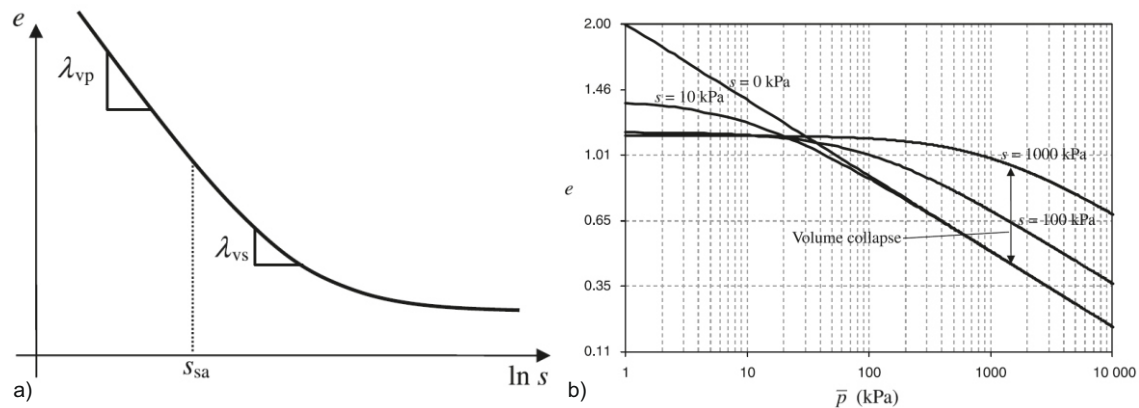 e
λvp
λvs
ssa
ln s
a)
2.00
1.46
1.01
0.65
0.35
0.11
e
s = 0 kPa
s = 10 kPa
s = 1000 kPa
s = 100 kPa
Volume collapse
1
10
100
1000
10 000
p̅ (kPa)
b)